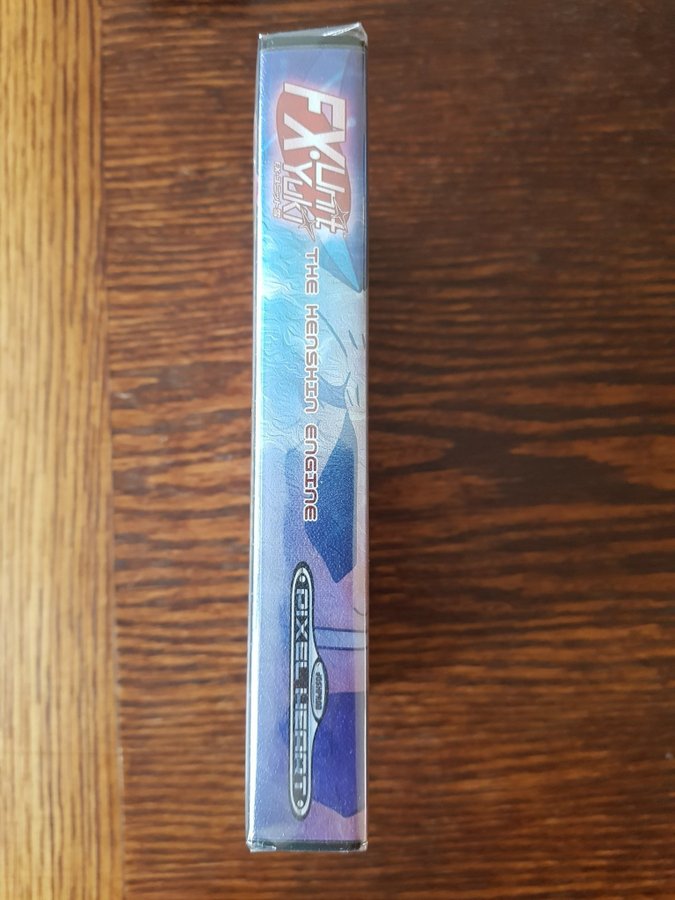 FX-Unit
YUKI
THE HENSHIN ENGINE
PIXEL HEART